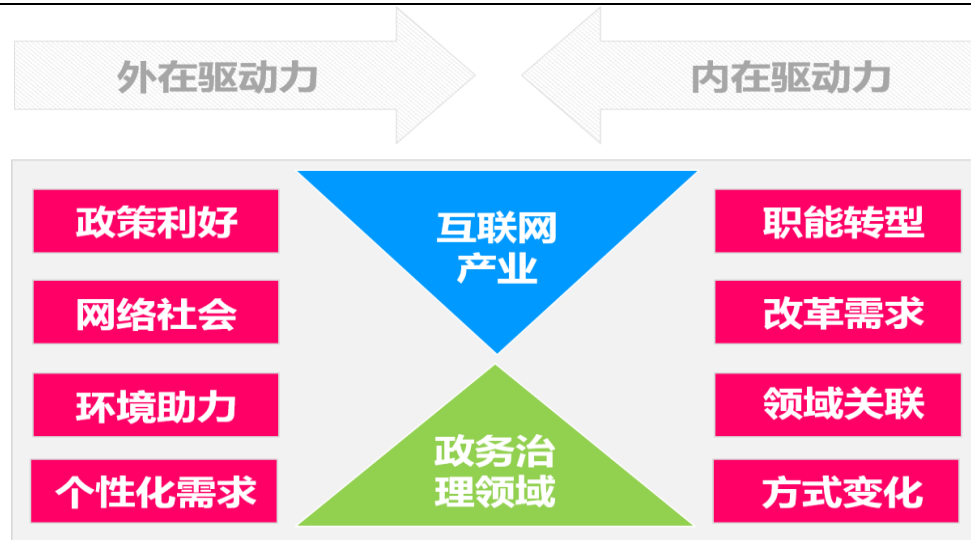 外在驱动力
内在驱动力
政策利好
网络社会
环境助力
个性化需求
互联网
产业
政务治
理领域
职能转型
改革需求
领域关联
方式变化